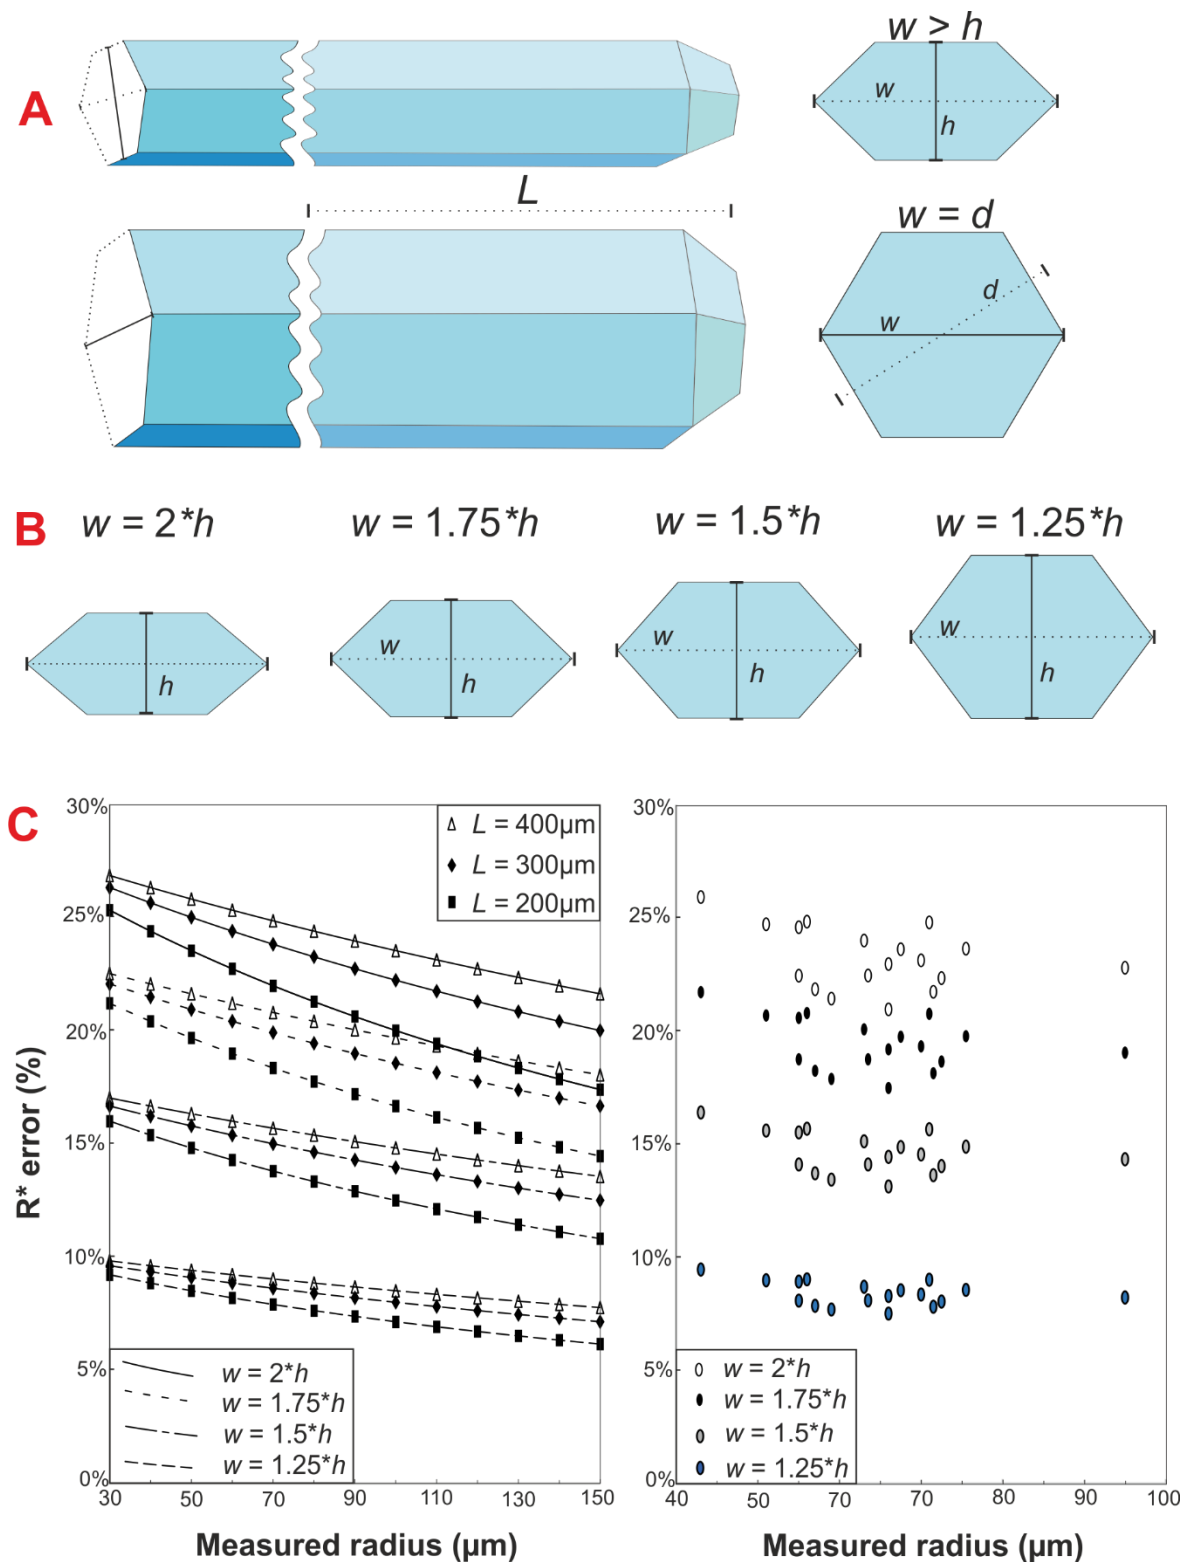 A
w > h
w
h
L
w = d
d
w
B
w = 2*h
w = 1.75*h
w = 1.5*h
w = 1.25*h
h
w
h
w
h
w
h
C
30%
25%
20%
15%
10%
5%
0%
R* error (%)
L = 400µm
L = 300µm
L = 200µm
w = 2*h
w = 1.75*h
w = 1.5*h
w = 1.25*h
30 50 70 90 110 130 150
Measured radius (µm)
30%
25%
20%
15%
10%
5%
0%
w = 2*h
w = 1.75*h
w = 1.5*h
w = 1.25*h
40 50 70 70 80 90 100
Measured radius (µm)